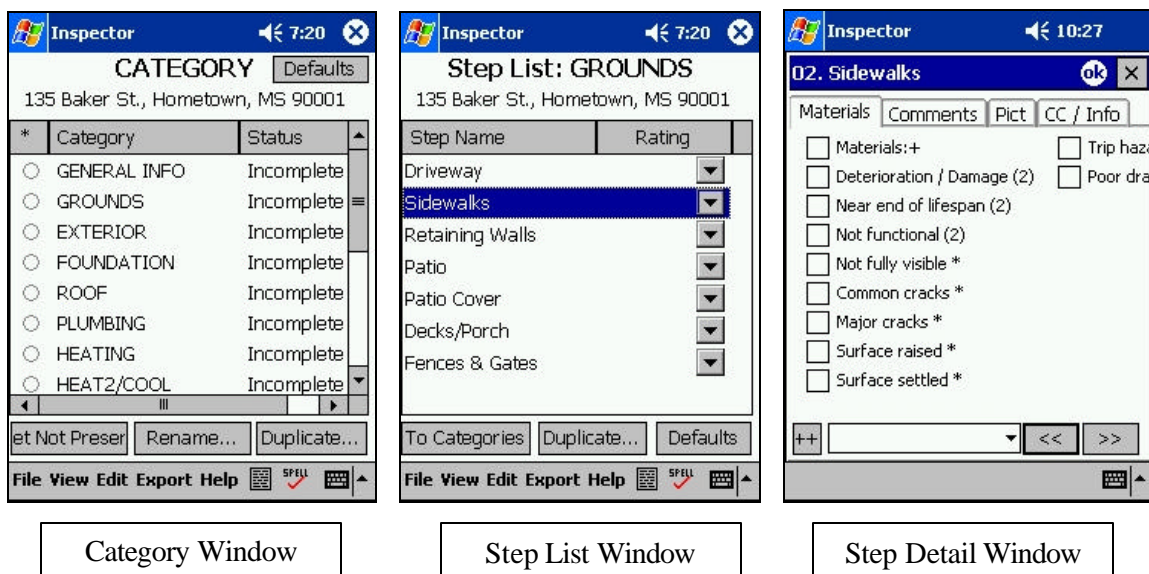 Inspector 7:20
CATEGORY Defaults
135 Baker St., Hometown, MS 90001
* Category Status
GENERAL INFO Incomplete
GROUNDS Incomplete
EXTERIOR Incomplete
FOUNDATION Incomplete
ROOF Incomplete
PLUMBING Incomplete
HEATING Incomplete
HEAT2/COOL Incomplete
et Not Preser Rename... Duplicate...
File View Edit Export Help SPELL
Category Window
Inspector 7:20
Step List: GROUNDS
135 Baker St., Hometown, MS 90001
Step Name Rating
Driveway
Sidewalks
Retaining Walls
Patio
Patio Cover
Decks/Porch
Fences & Gates
To Categories Duplicate... Defaults
File View Edit Export Help SPELL
Step List Window
Inspector 10:27
02. Sidewalks ok
Materials Comments Pict CC / Info
Materials:+ Trip haza
Deterioration / Damage (2) Poor dra
Near end of lifespan (2)
Not functional (2)
Not fully visible *
Common cracks *
Major cracks *
Surface raised *
Surface settled *
++ << >>
Step Detail Window